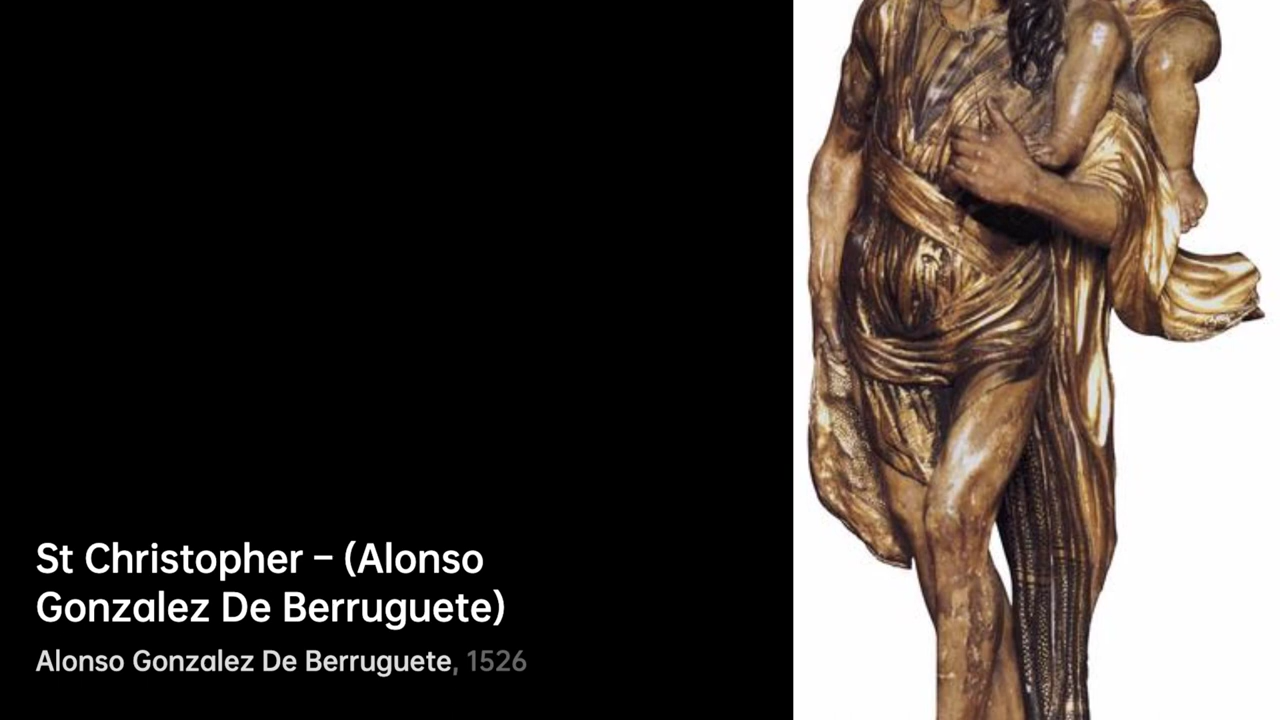 St Christopher – (Alonso
Gonzalez De Berruguete)
Alonso Gonzalez De Berruguete, 1526